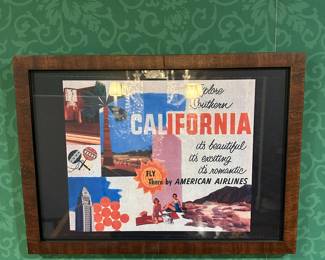 Explore
Southern
CALIFORNIA
it's beautiful
it's exciting
it's romantic
FLY
There by AMERICAN AIRLINES